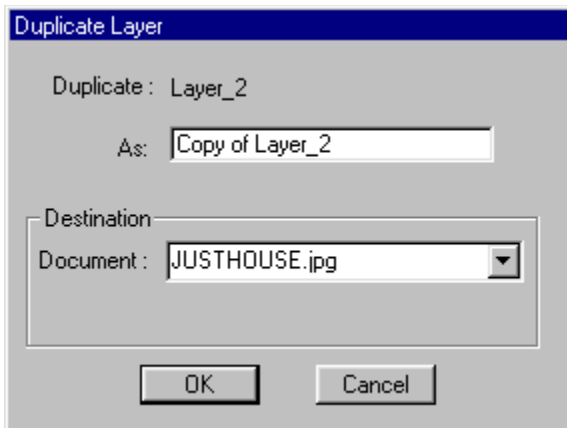 Duplicate Layer
Duplicate : Layer_2
As: Copy of Layer_2
Destination
Document : JUSTHOUSE.jpg
OK Cancel